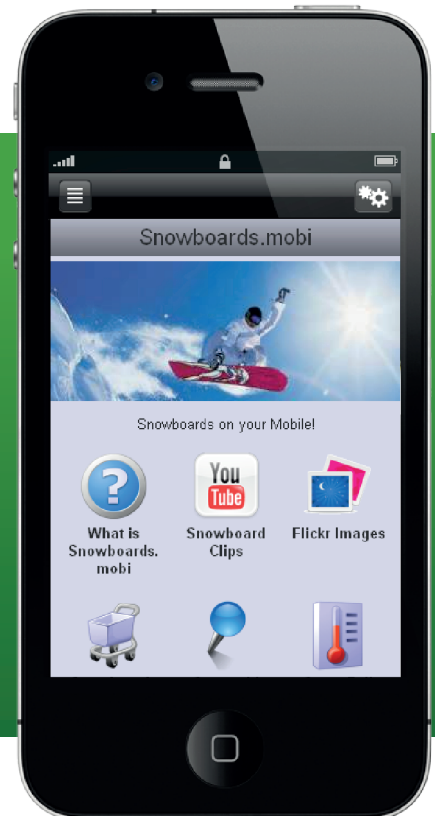 Snowboards.mobi
Snowboards on your Mobile!
You
Tube
What is
Snowboards.
mobi
Snowboard
Clips
Flickr Images